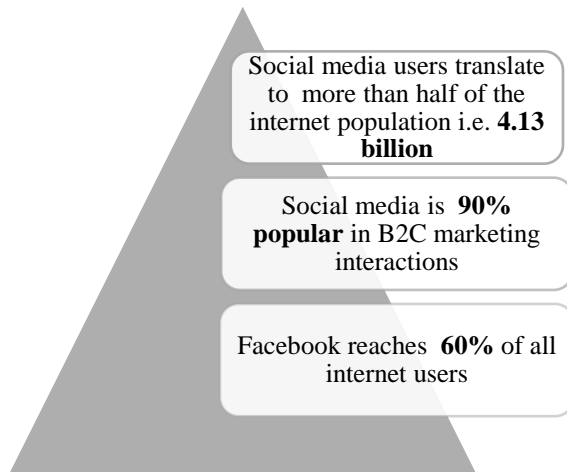 Social media users translate
to more than half of the
internet population i.e. 4.13
billion
Social media is 90%
popular in B2C marketing
interactions
Facebook reaches 60% of all
internet users